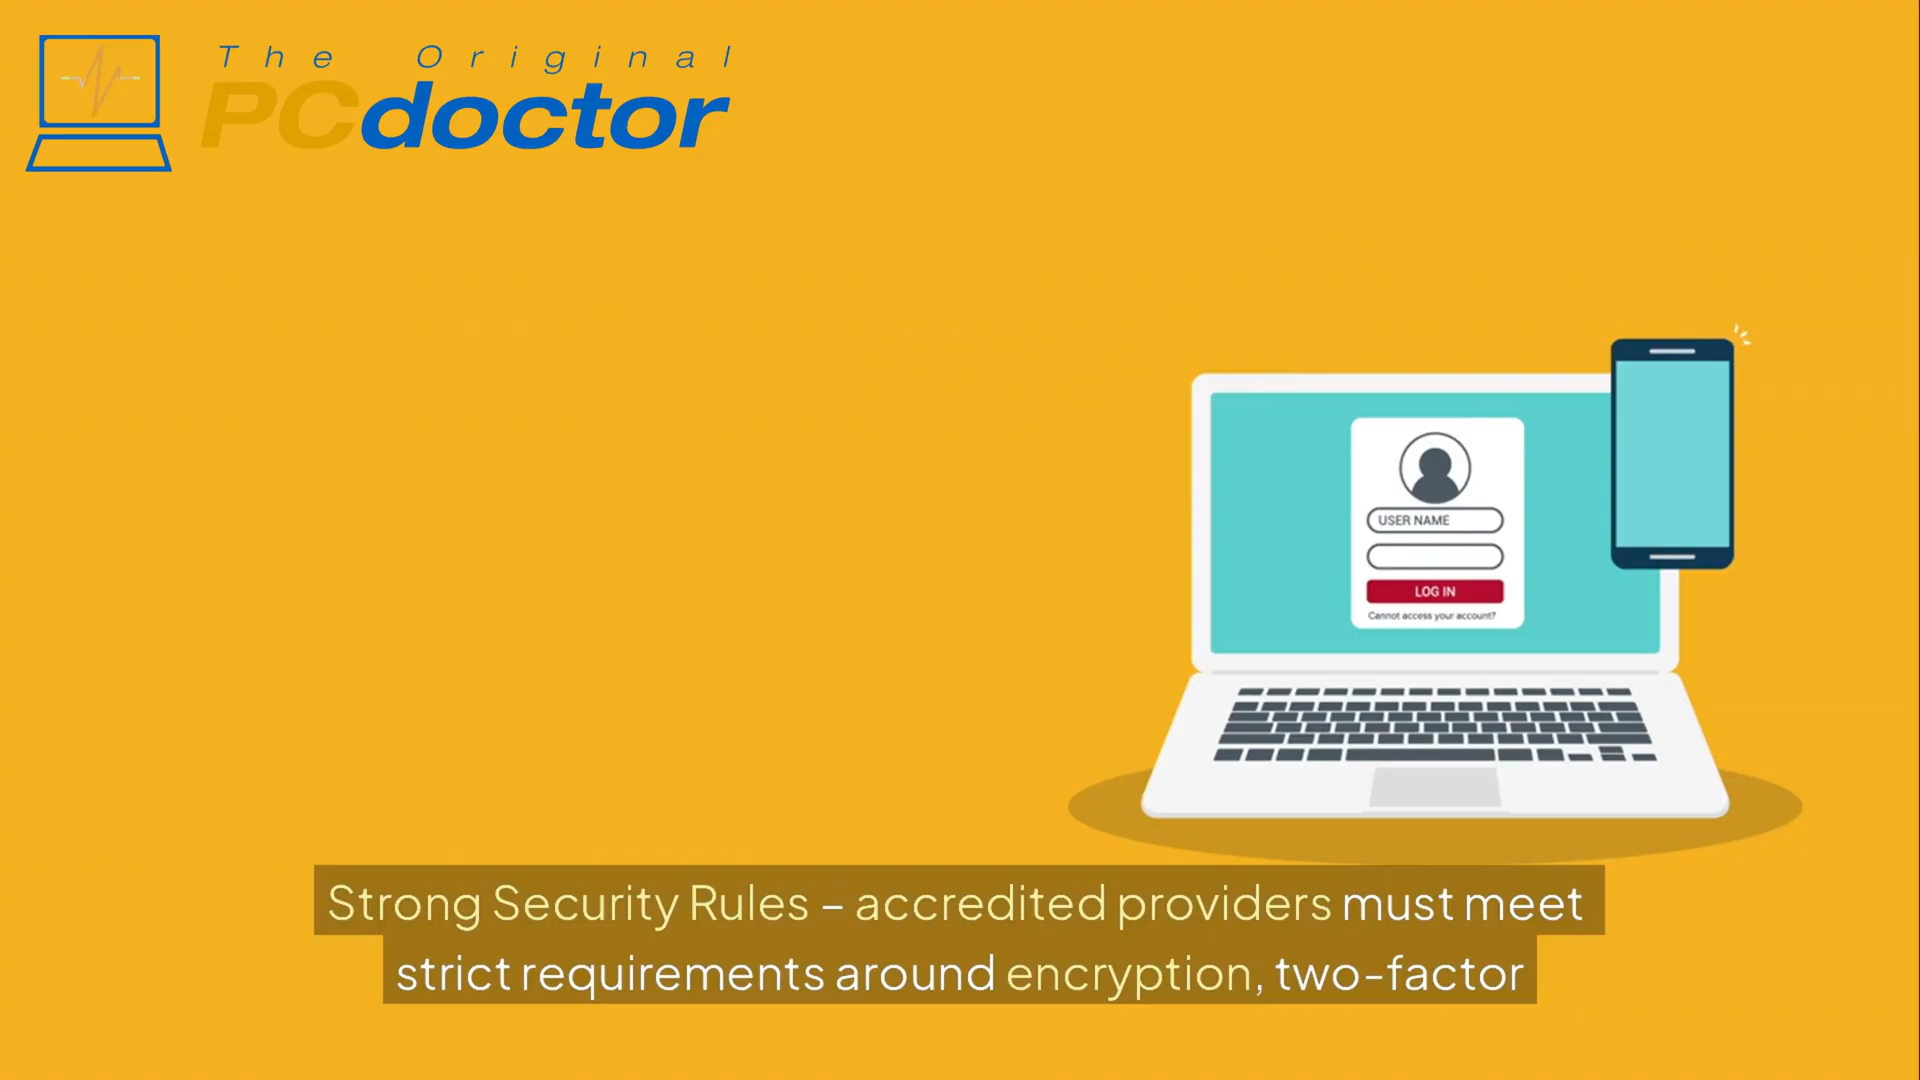 The Original
PCdoctor
USER NAME
LOG IN
Cannot access your account?
Strong Security Rules – accredited providers must meet
strict requirements around encryption, two-factor